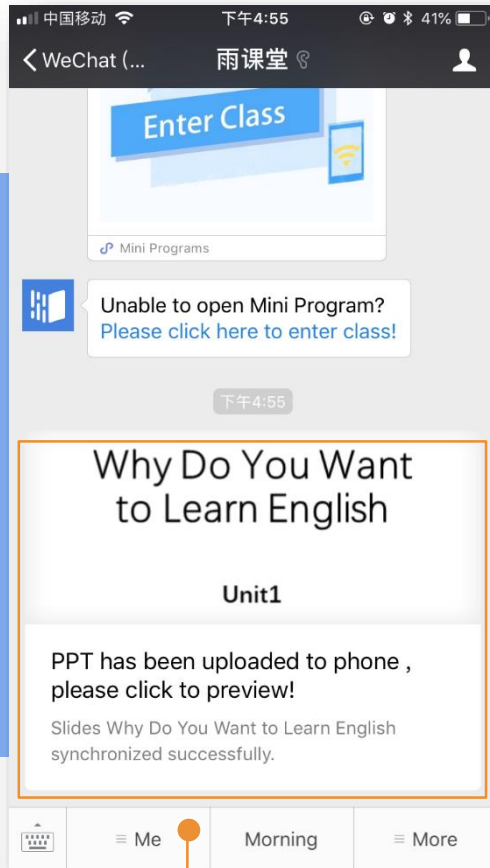 中国移动 下午4:55 41%
WeChat (... 雨课堂
Enter Class
Mini Programs
Unable to open Mini Program?
Please click here to enter class!
下午4:55
Why Do You Want
to Learn English
Unit1
PPT has been uploaded to phone ,
please click to preview!
Slides Why Do You Want to Learn English
synchronized successfully.
Me Morning More